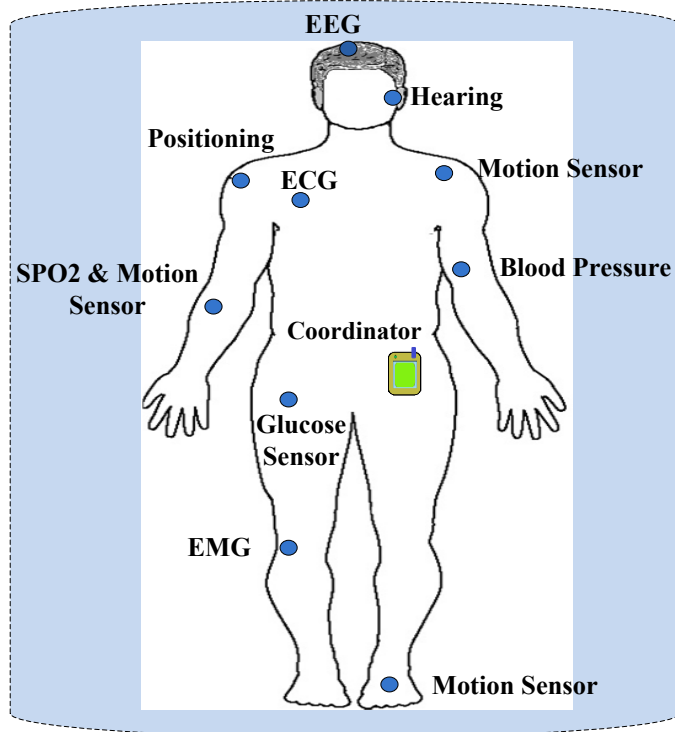 EEG
Hearing
Positioning
Motion Sensor
ECG
SPO2 & Motion
Sensor
Blood Pressure
Coordinator
Glucose
Sensor
EMG
Motion Sensor